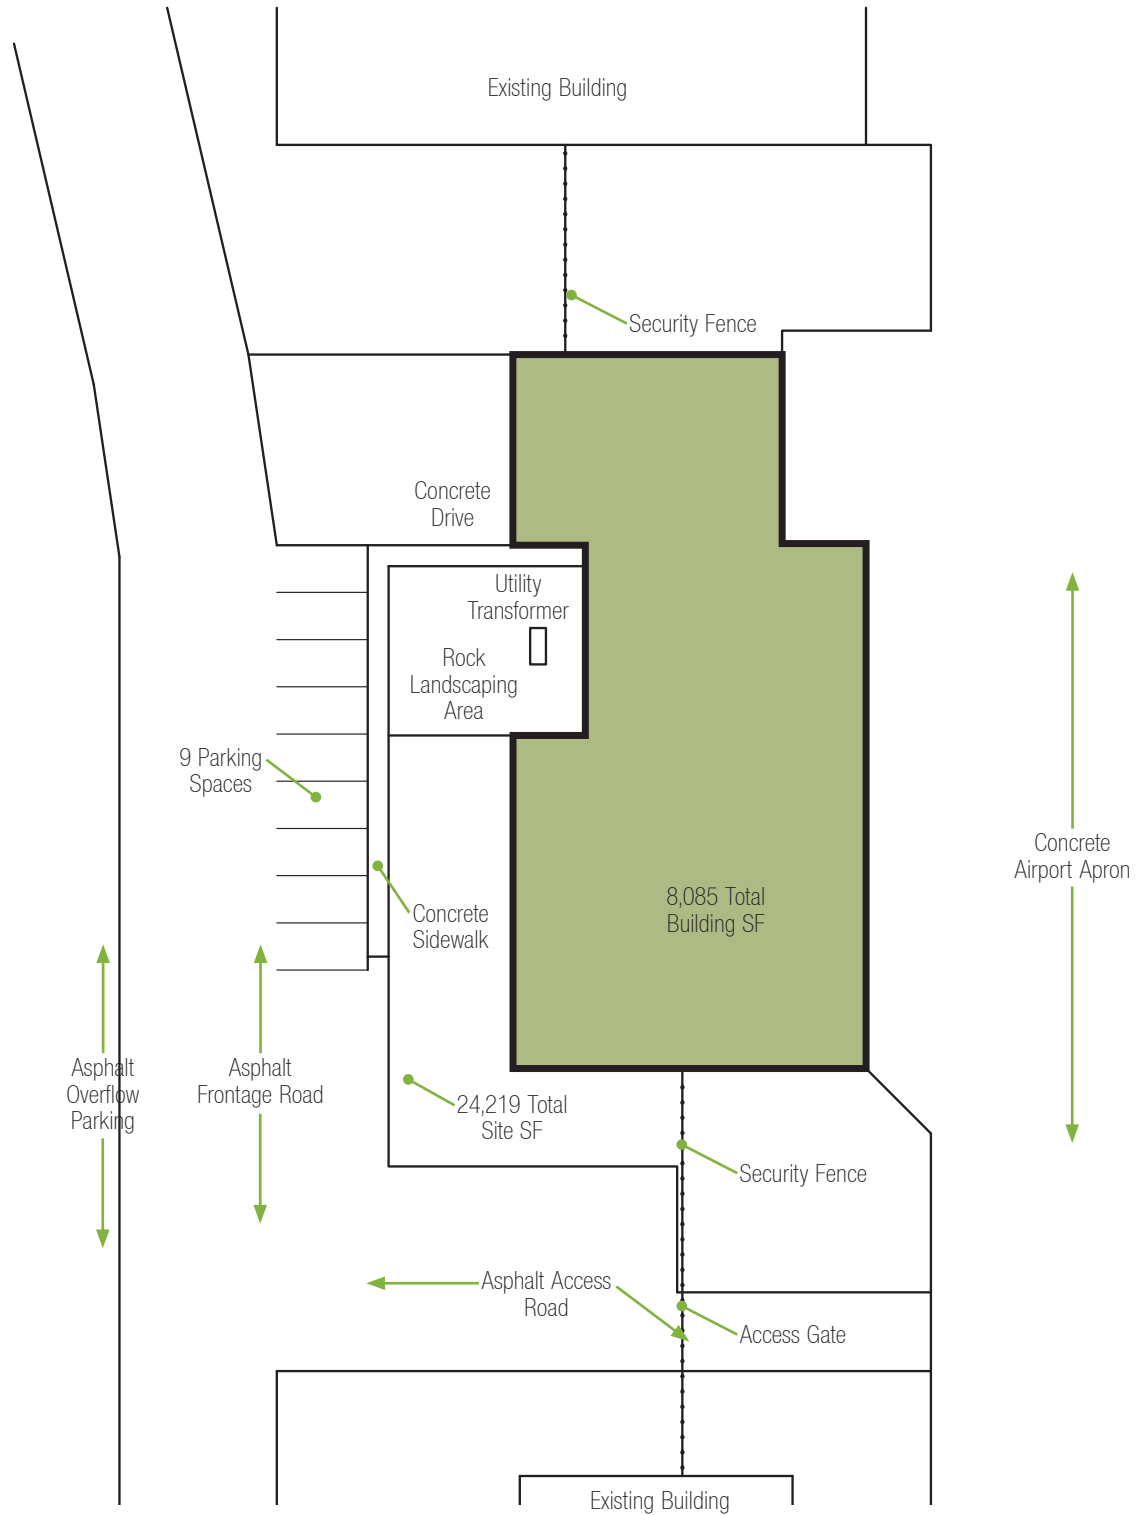 Existing Building
Security Fence
Concrete
Drive
Utility
Transformer
Rock
Landscaping
Area
9 Parking
Spaces
Concrete
Airport Apron
8,085 Total
Building SF
Concrete
Sidewalk
Asphalt
Overflow
Parking
Asphalt
Frontage Road
24,219 Total
Site SF
Security Fence
Asphalt Access
Road
Access Gate
Existing Building